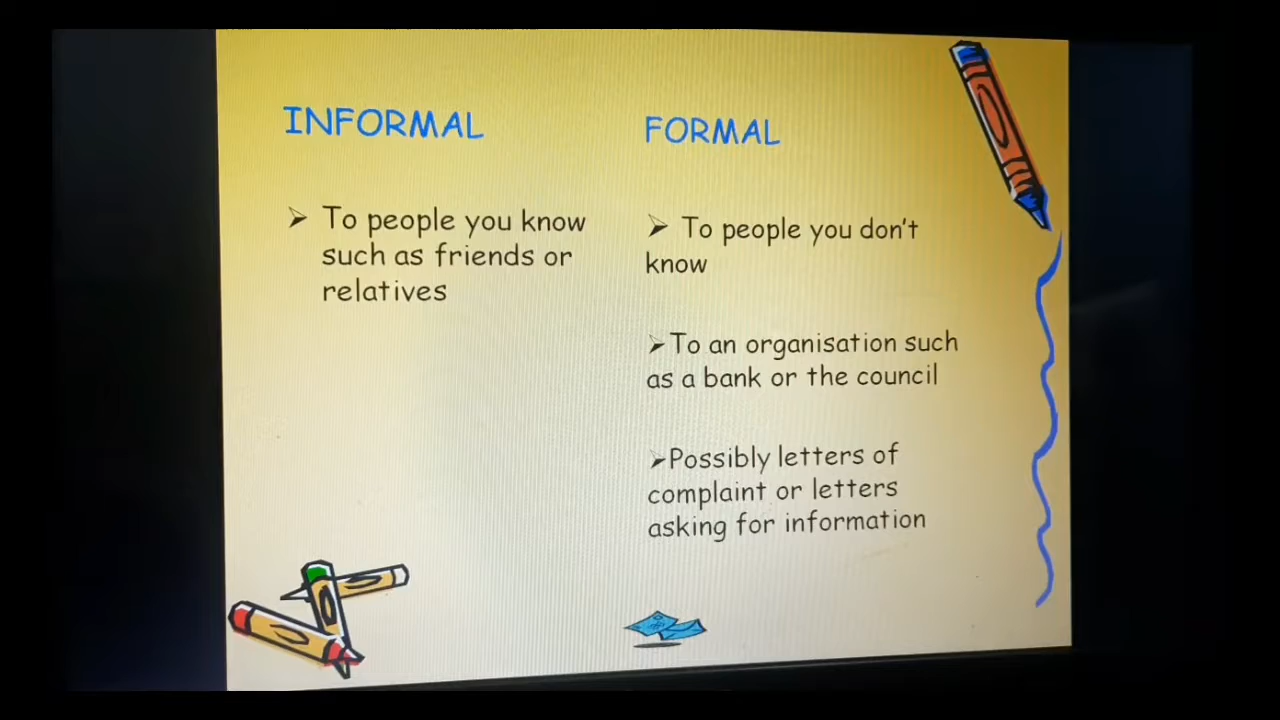 INFORMAL
➢ To people you know
such as friends or
relatives
FORMAL
➢ To people you don't
know
➢To an organisation such
as a bank or the council
➢Possibly letters of
complaint or letters
asking for information